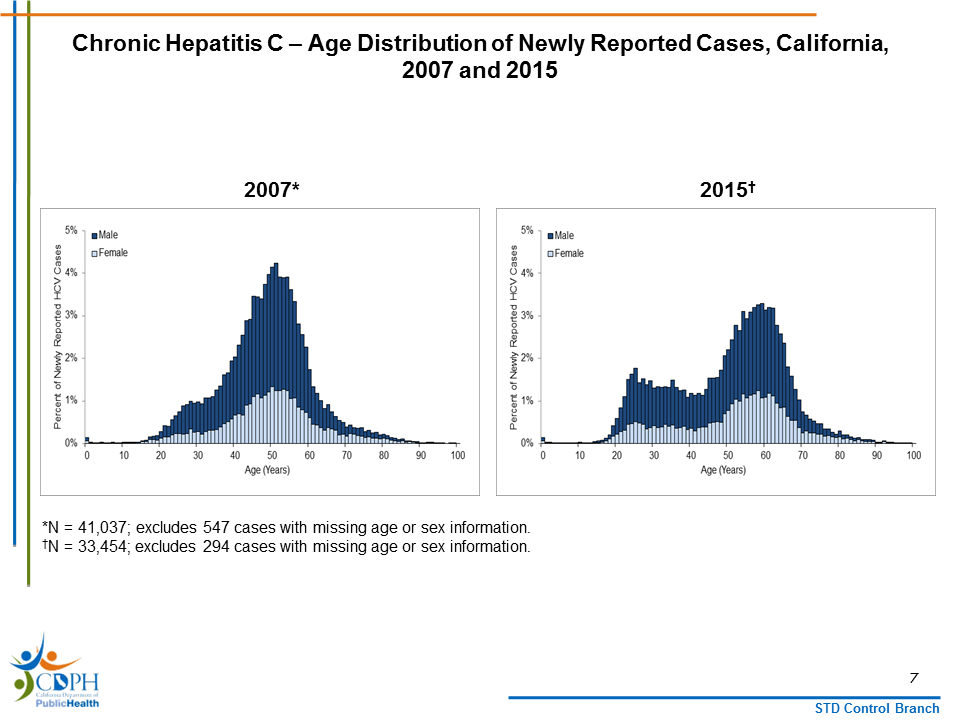 Chronic Hepatitis C – Age Distribution of Newly Reported Cases, California,
2007 and 2015
2007*
5%
4%
3%
2%
1%
0%
Percent of Newly Reported HCV Cases
Male
Female
0 10 20 30 40 50 60 70 80 90 100
Age (Years)
2015†
5%
4%
3%
2%
1%
0%
Percent of Newly Reported HCV Cases
Male
Female
0 10 20 30 40 50 60 70 80 90 100
Age (Years)
*N = 41,037; excludes 547 cases with missing age or sex information.
†N = 33,454; excludes 294 cases with missing age or sex information.
CDPH
California Department of
PublicHealth
7
STD Control Branch